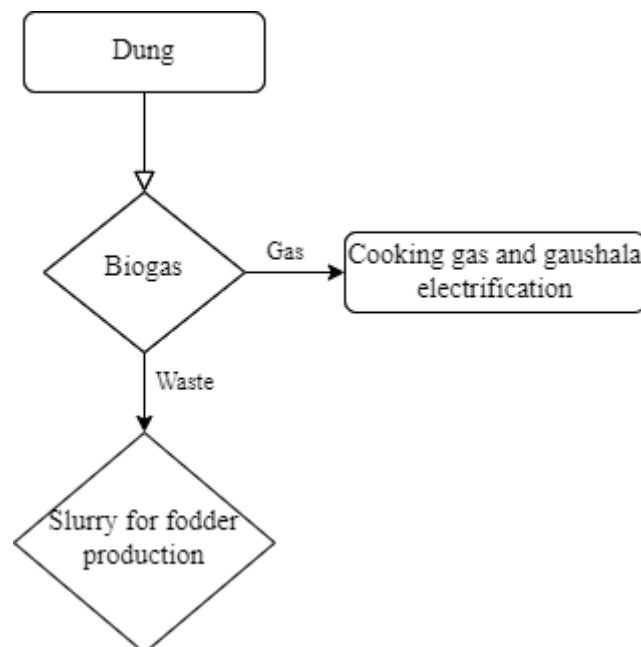 Dung
Biogas
Gas
Cooking gas and gaushala
electrification
Waste
Slurry for fodder
production